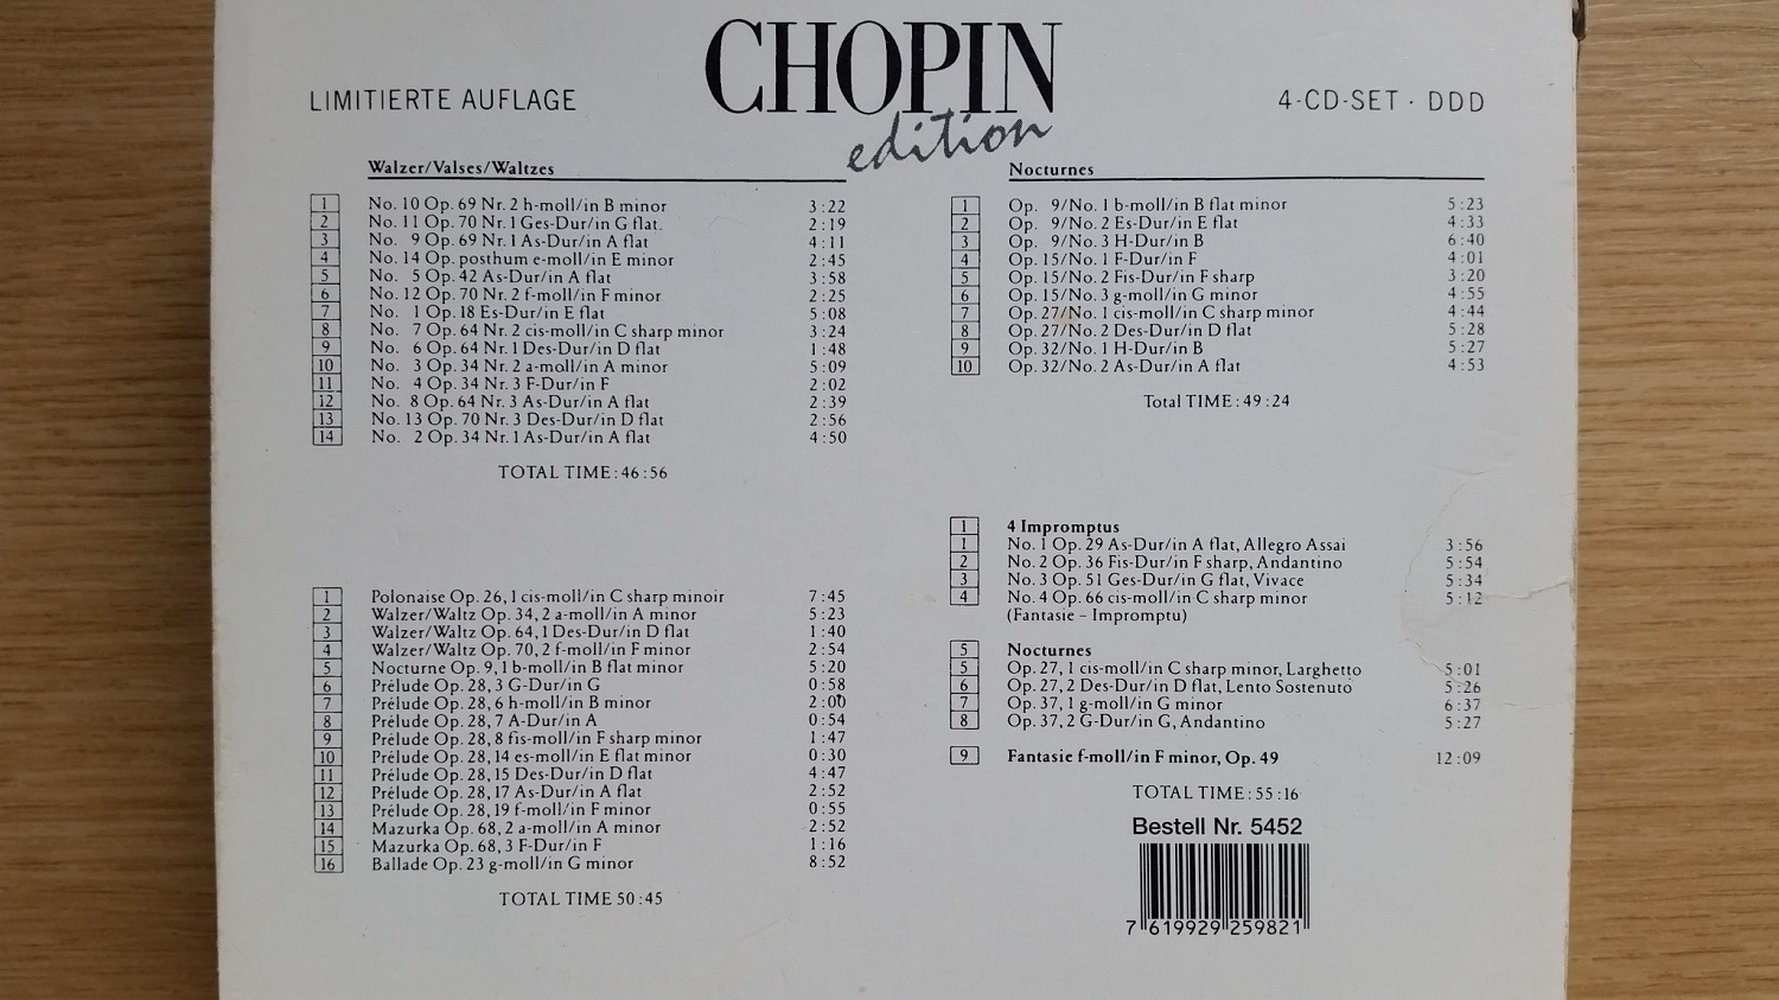 CHOPIN
edition
LIMITIERTE AUFLAGE
4-CD-SET · DDD
Walzer/Valses/Waltzes
1 No. 10 Op. 69 Nr. 2 h-moll/in B minor 3:22
2 No. 11 Op. 70 Nr. 1 Ges-Dur/in G flat 2:19
3 No. 9 Op. 69 Nr. 1 As-Dur/in A flat 4:11
4 No. 14 Op. posthum e-moll/in E minor 2:45
5 No. 5 Op. 42 As-Dur/in A flat 3:58
6 No. 12 Op. 70 Nr. 2 f-moll/in F minor 2:25
7 No. 1 Op. 18 Es-Dur/in E flat 5:08
8 No. 7 Op. 64 Nr. 2 cis-moll/in C sharp minor 3:24
9 No. 6 Op. 64 Nr. 1 Des-Dur/in D flat 1:48
10 No. 3 Op. 34 Nr. 2 a-moll/in A minor 5:09
11 No. 4 Op. 34 Nr. 3 F-Dur/in F 2:02
12 No. 8 Op. 64 Nr. 3 As-Dur/in A flat 2:39
13 No. 13 Op. 70 Nr. 3 Des-Dur/in D flat 2:56
14 No. 2 Op. 34 Nr. 1 As-Dur/in A flat 4:50
TOTAL TIME: 46:56
1 Polonaise Op. 26, 1 cis-moll/in C sharp minoir 7:45
2 Walzer/Waltz Op. 34, 2 a-moll/in A minor 5:23
3 Walzer/Waltz Op. 64, 1 Des-Dur/in D flat 1:40
4 Walzer/Waltz Op. 70, 2 f-moll/in F minor 2:54
5 Nocturne Op. 9, 1 b-moll/in B flat minor 5:20
6 Prélude Op. 28, 3 G-Dur/in G 0:58
7 Prélude Op. 28, 6 h-moll/in B minor 2:00
8 Prélude Op. 28, 7 A-Dur/in A 0:54
9 Prélude Op. 28, 8 fis-moll/in F sharp minor 1:47
10 Prélude Op. 28, 14 es-moll/in E flat minor 0:30
11 Prélude Op. 28, 15 Des-Dur/in D flat 4:47
12 Prélude Op. 28, 17 As-Dur/in A flat 2:52
13 Prélude Op. 28, 19 f-moll/in F minor 0:55
14 Mazurka Op. 68, 2 a-moll/in A minor 2:52
15 Mazurka Op. 68, 3 F-Dur/in F 1:16
16 Ballade Op. 23 g-moll/in G minor 8:52
TOTAL TIME 50:45
Nocturnes
1 Op. 9/No. 1 b-moll/in B flat minor 5:23
2 Op. 9/No. 2 Es-Dur/in E flat 4:33
3 Op. 9/No. 3 H-Dur/in B 6:40
4 Op. 15/No. 1 F-Dur/in F 4:01
5 Op. 15/No. 2 Fis-Dur/in F sharp 3:20
6 Op. 15/No. 3 g-moll/in G minor 4:55
7 Op. 27/No. 1 cis-moll/in C sharp minor 4:44
8 Op. 27/No. 2 Des-Dur/in D flat 5:28
9 Op. 32/No. 1 H-Dur/in B 5:27
10 Op. 32/No. 2 As-Dur/in A flat 4:53
Total TIME: 49:24
1 4 Impromptus
1 No. 1 Op. 29 As-Dur/in A flat, Allegro Assai 3:56
2 No. 2 Op. 36 Fis-Dur/in F sharp, Andantino 5:54
3 No. 3 Op. 51 Ges-Dur/in G flat, Vivace 5:34
4 No. 4 Op. 66 cis-moll/in C sharp minor 5:12
(Fantasie – Impromptu)
5 Nocturnes
5 Op. 27, 1 cis-moll/in C sharp minor, Larghetto 5:01
6 Op. 27, 2 Des-Dur/in D flat, Lento Sostenuto 5:26
7 Op. 37, 1 g-moll/in G minor 6:37
8 Op. 37, 2 G-Dur/in G, Andantino 5:27
9 Fantasie f-moll/in F minor, Op. 49 12:09
TOTAL TIME: 55:16
Bestell Nr. 5452
7 619929 259821